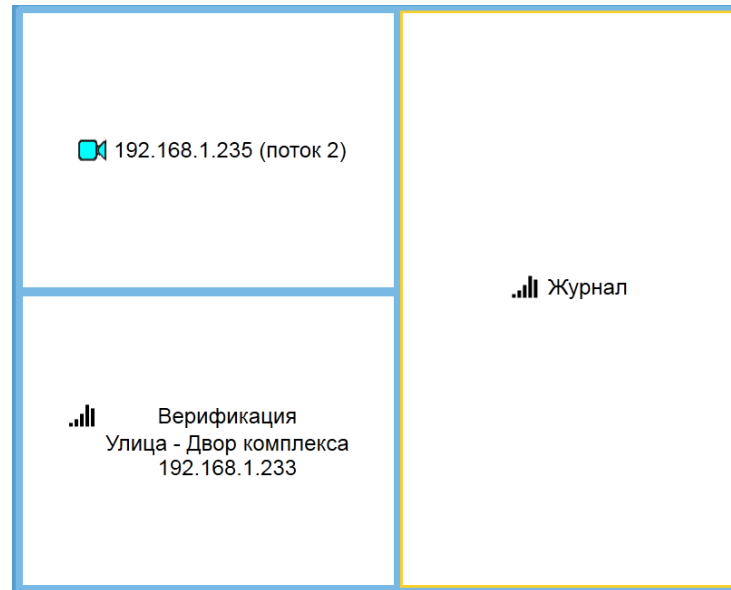 192.168.1.235 (поток 2)
Верификация
Улица - Двор комплекса
192.168.1.233
Журнал